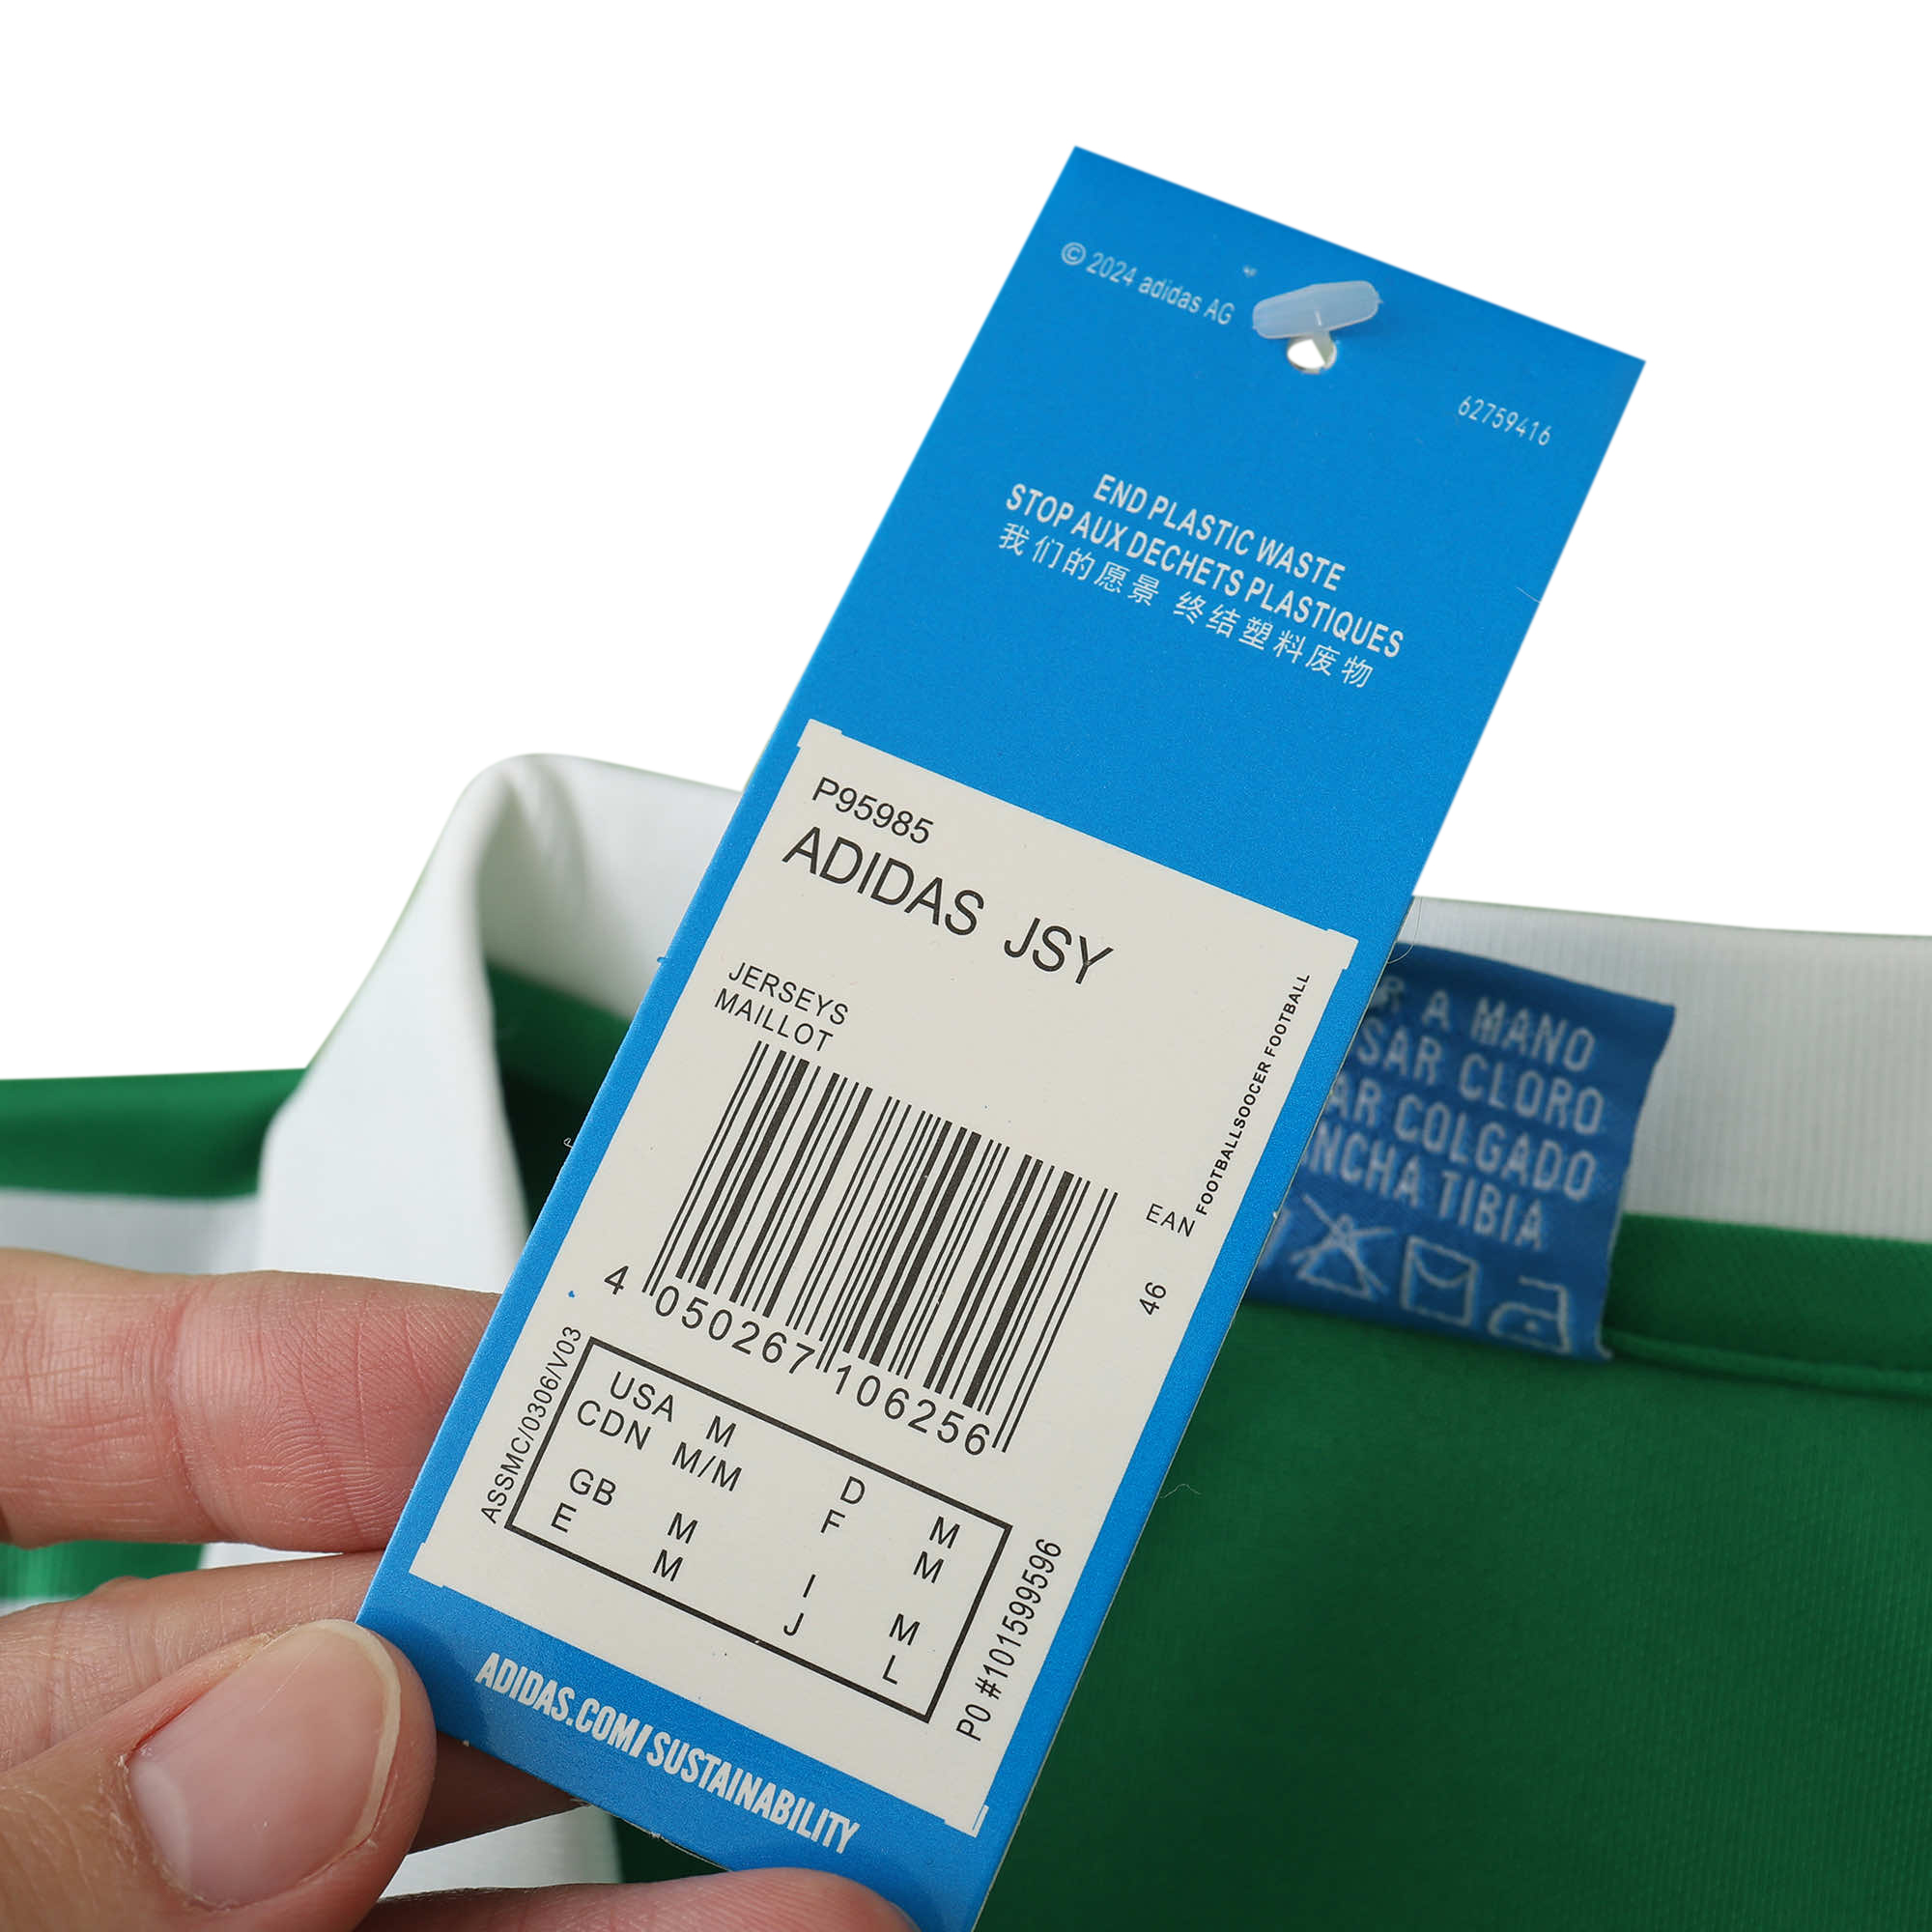 © 2024 adidas AG
62759416
END PLASTIC WASTE
STOP AUX DECHETS PLASTIQUES
我们的愿景 终结塑料废物
P95985
ADIDAS JSY
JERSEYS
MAILLOT
FOOTBALLSOCCER FOOTBALL
EAN
46
4 050267 106256
ASSMC/0306/V03
USA M D M
CDN M/M F M
GB M I M
E M J L
PO #101599596
ADIDAS.COM/SUSTAINABILITY
R A MANO
SAR CLORO
AR COLGADO
NCHA TIBIA